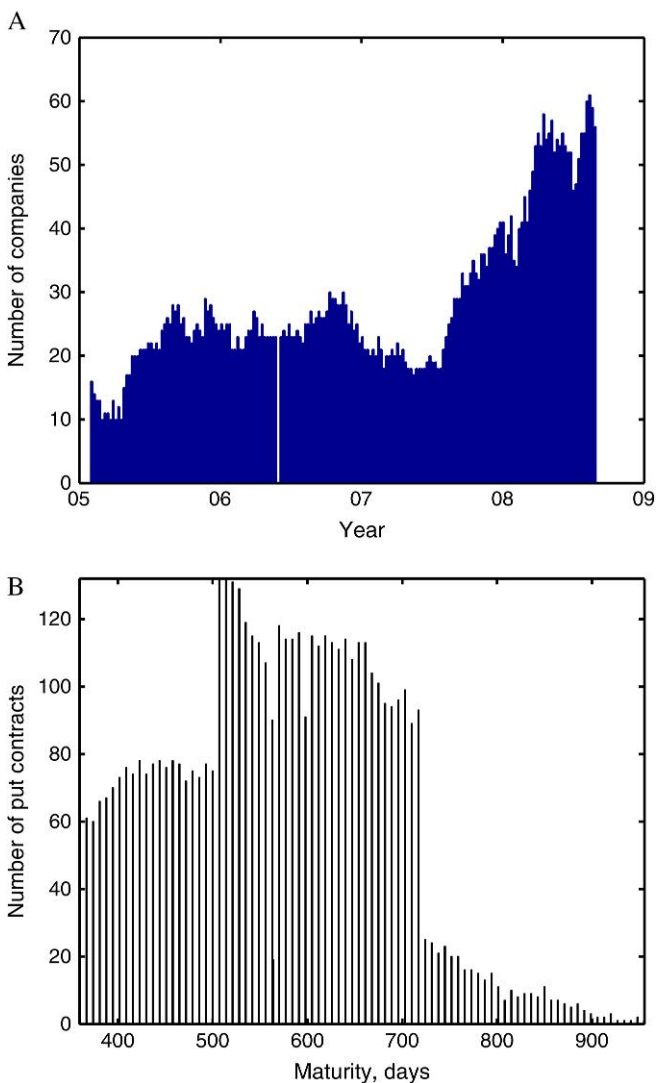 A
70
60
50
40
30
20
10
0
Number of companies
05 06 07 08 09
Year
B
120
100
80
60
40
20
0
Number of put contracts
400 500 600 700 800 900
Maturity, days